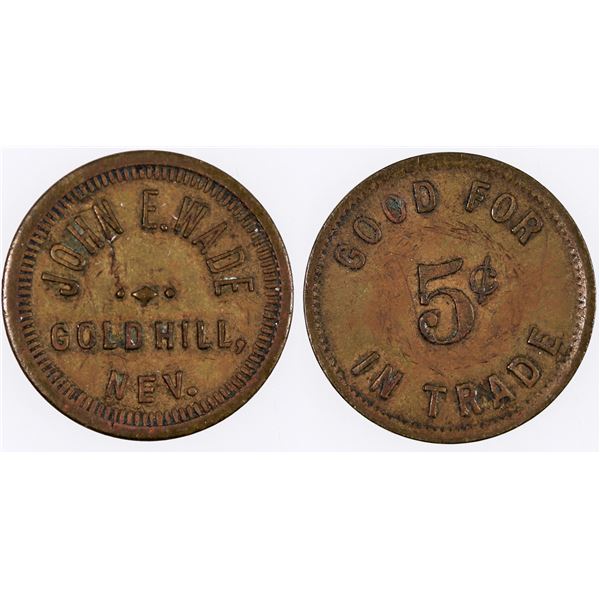 JOHN E. WADE
GOLD HILL,
NEV.
GOOD FOR
5¢
IN TRADE